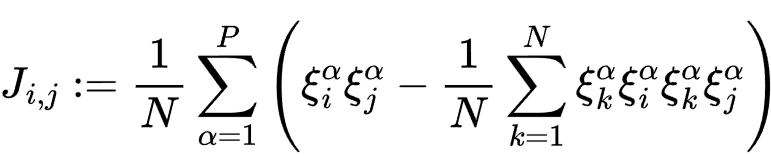 J_{i,j} := \frac{1}{N} \sum_{\alpha=1}^{P} \left( \xi_i^\alpha \xi_j^\alpha - \frac{1}{N} \sum_{k=1}^{N} \xi_k^\alpha \xi_i^\alpha \xi_k^\alpha \xi_j^\alpha \right)